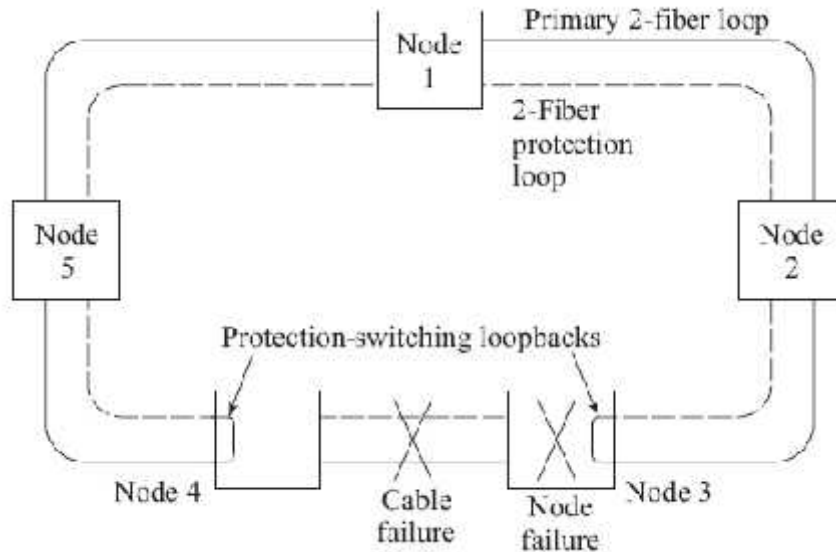 Primary 2-fiber loop
Node
1
2-Fiber
protection
loop
Node
5
Node
2
Protection-switching loopbacks
Node 4
Cable
failure
Node
failure
Node 3